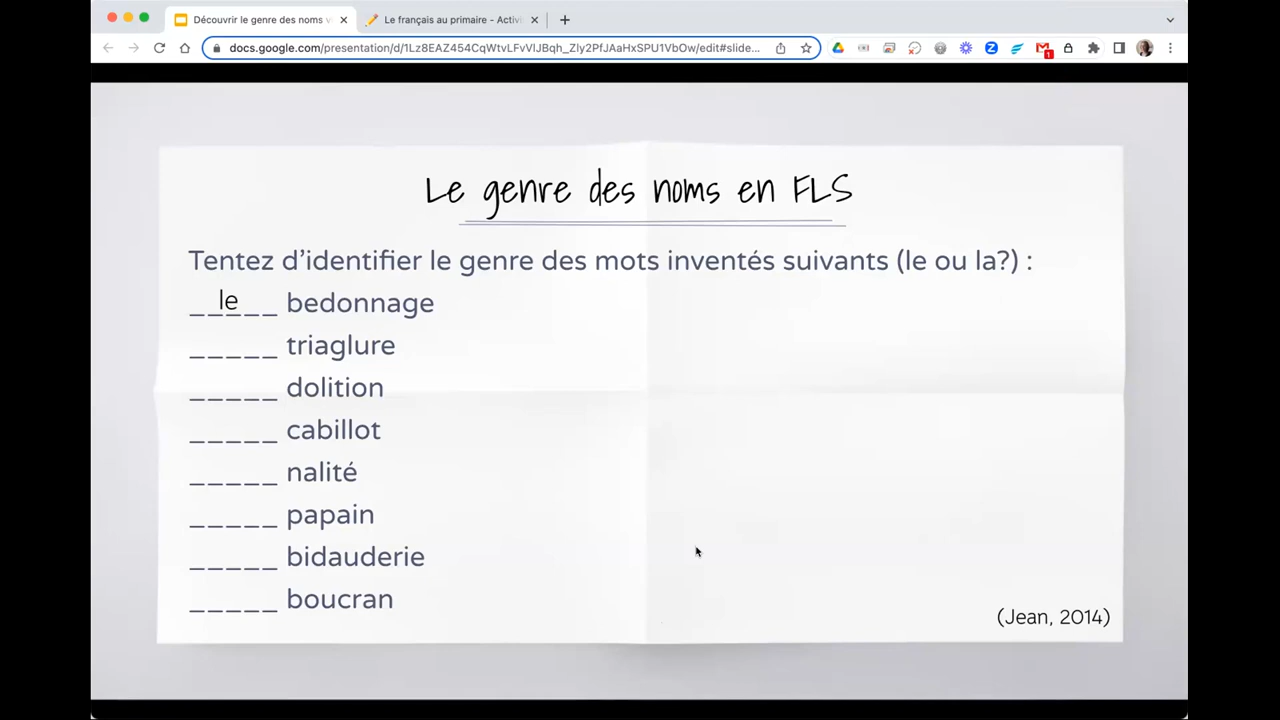 Découvrir le genre des noms v
Le français au primaire - Activi
docs.google.com/presentation/d/1Lz8EAZ454CqWtvLFvVlJBqh_Zly2PfJAaHxSPU1VbOw/edit#slide...
1
Le genre des noms en FLS
Tentez d'identifier le genre des mots inventés suivants (le ou la?) :
__le__ bedonnage
_____ triaglure
_____ dolition
_____ cabillot
_____ nalité
_____ papain
_____ bidauderie
_____ boucran
(Jean, 2014)